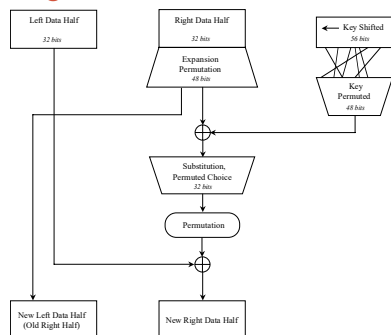 Left Data Half
32 bits
Right Data Half
32 bits
Key Shifted
56 bits
Expansion
Permutation
48 bits
Key
Permuted
48 bits
Substitution,
Permuted Choice
32 bits
Permutation
New Left Data Half
(Old Right Half)
New Right Data Half